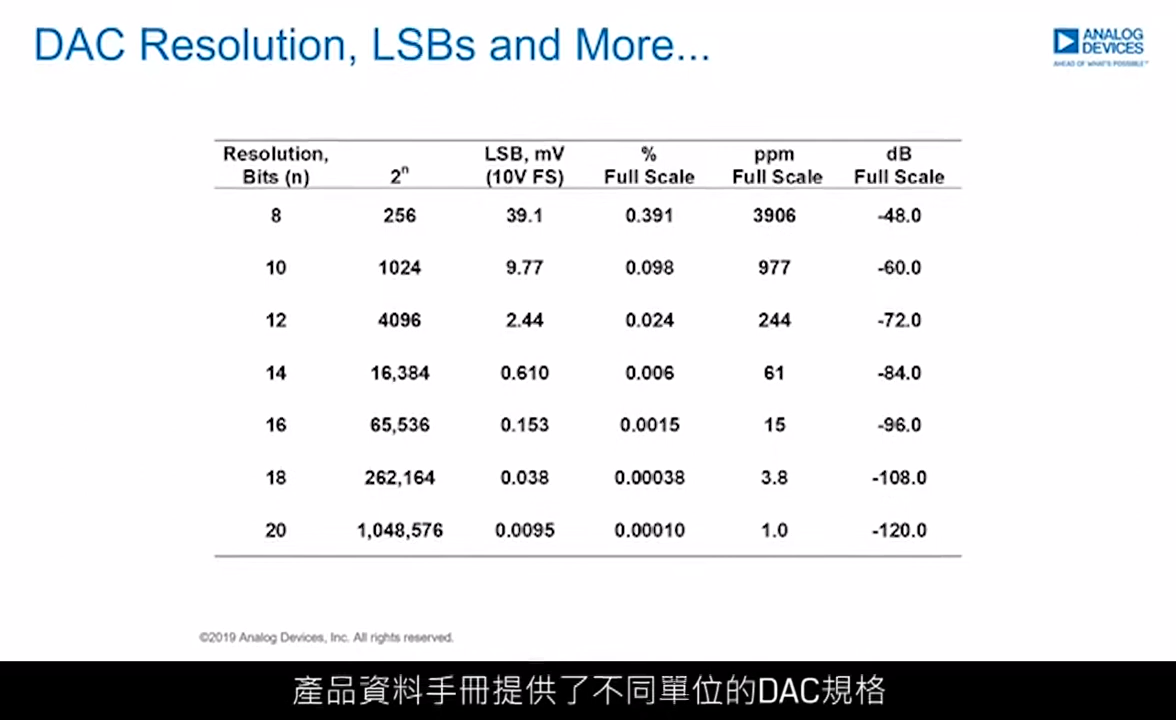 DAC Resolution, LSBs and More...
ANALOG
DEVICES
AHEAD OF WHAT'S POSSIBLE™
Resolution, LSB, mV % ppm dB
Bits (n) 2ⁿ (10V FS) Full Scale Full Scale Full Scale
8 256 39.1 0.391 3906 -48.0
10 1024 9.77 0.098 977 -60.0
12 4096 2.44 0.024 244 -72.0
14 16,384 0.610 0.006 61 -84.0
16 65,536 0.153 0.0015 15 -96.0
18 262,164 0.038 0.00038 3.8 -108.0
20 1,048,576 0.0095 0.00010 1.0 -120.0
©2019 Analog Devices, Inc. All rights reserved.
產品資料手冊提供了不同單位的DAC規格